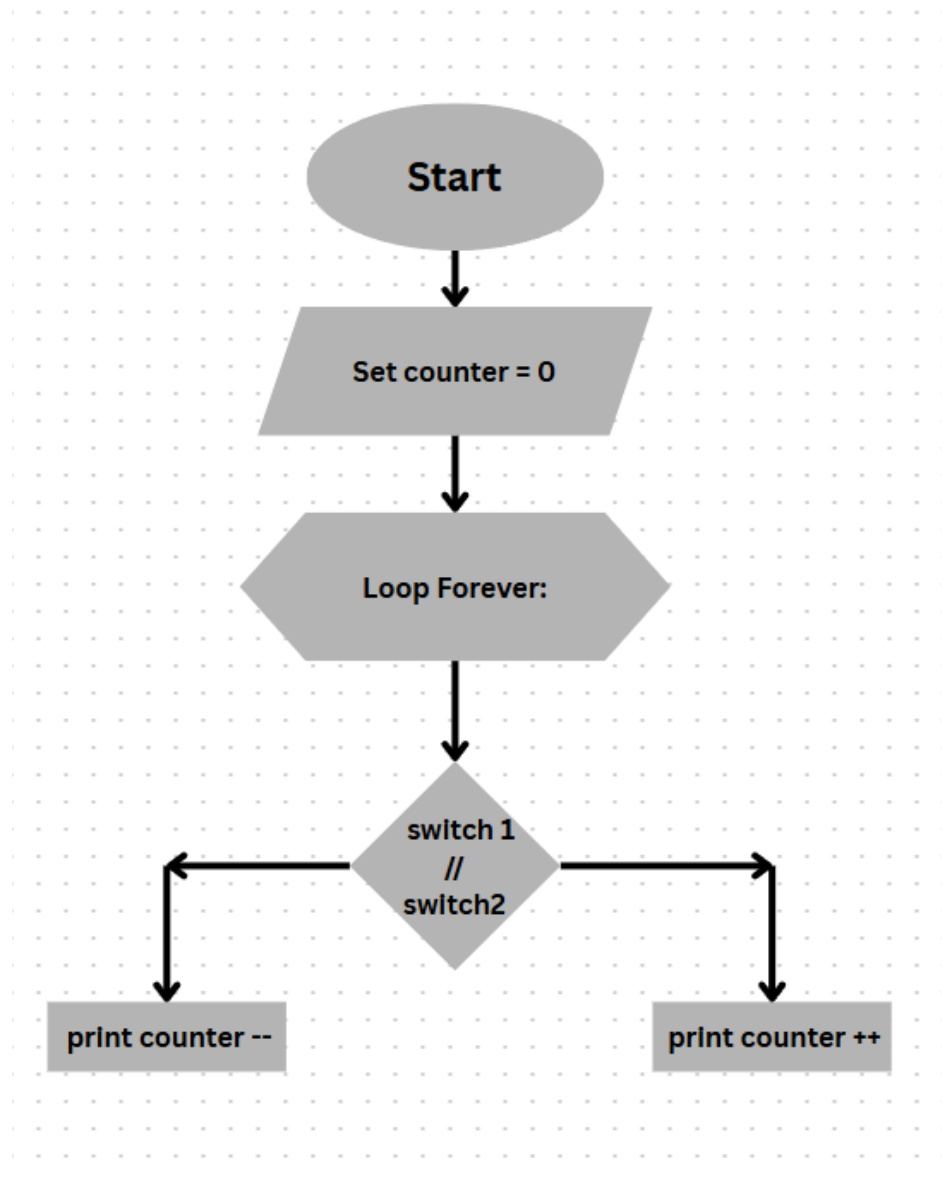 Start
Set counter = 0
Loop Forever:
switch 1
//
switch2
print counter --
print counter ++